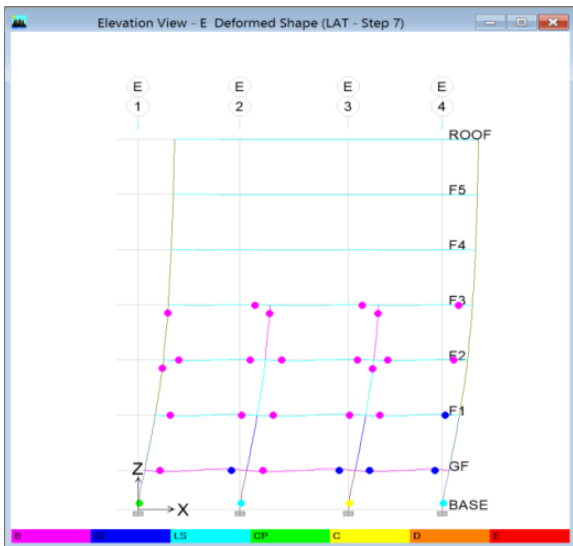 Elevation View - E Deformed Shape (LAT - Step 7)
E E E E
1 2 3 4
ROOF
F5
F4
F3
F2
F1
GF
Z
X
BASE
B IO LS CP C D E